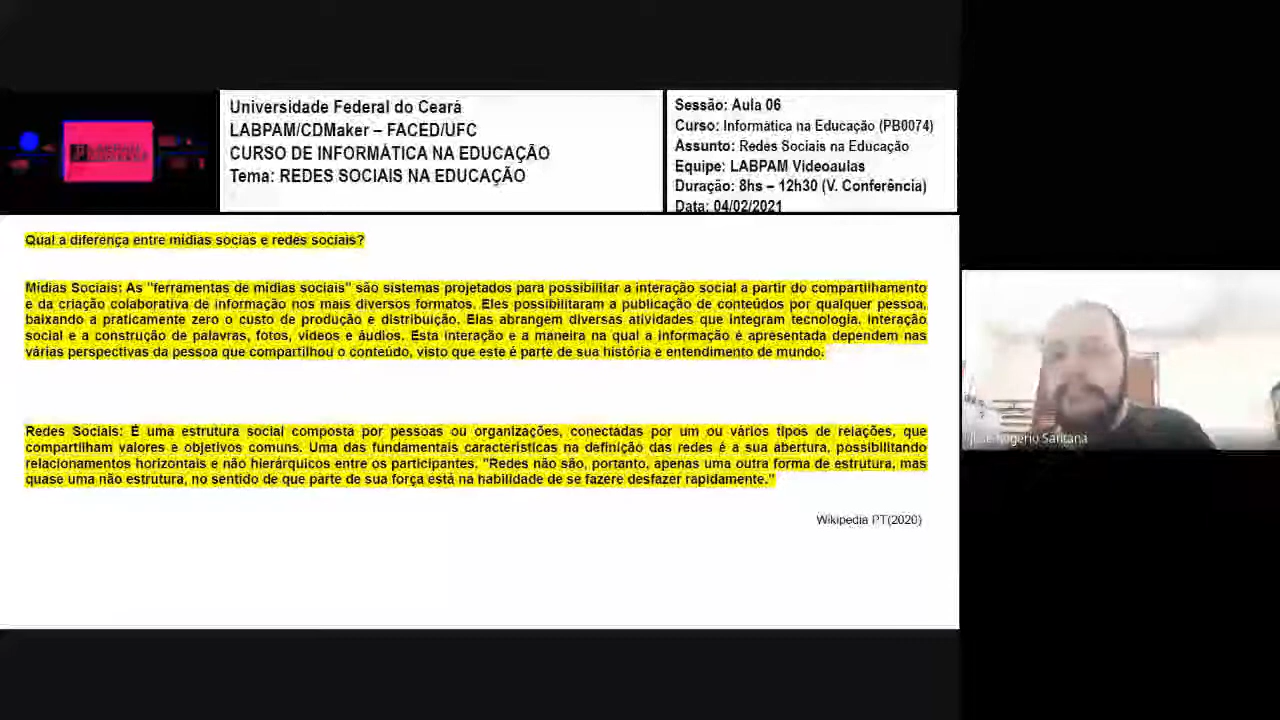 Universidade Federal do Ceará
LABPAM/CDMaker – FACED/UFC
CURSO DE INFORMÁTICA NA EDUCAÇÃO
Tema: REDES SOCIAIS NA EDUCAÇÃO
Sessão: Aula 06
Curso: Informática na Educação (PB0074)
Assunto: Redes Sociais na Educação
Equipe: LABPAM Videoaulas
Duração: 8hs – 12h30 (V. Conferência)
Data: 04/02/2021
Qual a diferença entre mídias socias e redes sociais?
Mídias Sociais: As "ferramentas de mídias sociais" são sistemas projetados para possibilitar a interação social a partir do compartilhamento
e da criação colaborativa de informação nos mais diversos formatos. Eles possibilitaram a publicação de conteúdos por qualquer pessoa,
baixando a praticamente zero o custo de produção e distribuição. Elas abrangem diversas atividades que integram tecnologia, interação
social e a construção de palavras, fotos, vídeos e áudios. Esta interação e a maneira na qual a informação é apresentada dependem nas
várias perspectivas da pessoa que compartilhou o conteúdo, visto que este é parte de sua história e entendimento de mundo.
Redes Sociais: É uma estrutura social composta por pessoas ou organizações, conectadas por um ou vários tipos de relações, que
compartilham valores e objetivos comuns. Uma das fundamentais características na definição das redes é a sua abertura, possibilitando
relacionamentos horizontais e não hierárquicos entre os participantes. "Redes não são, portanto, apenas uma outra forma de estrutura, mas
quase uma não estrutura, no sentido de que parte de sua força está na habilidade de se fazere desfazer rapidamente."
Wikipedia PT(2020)
José Rogério Santana